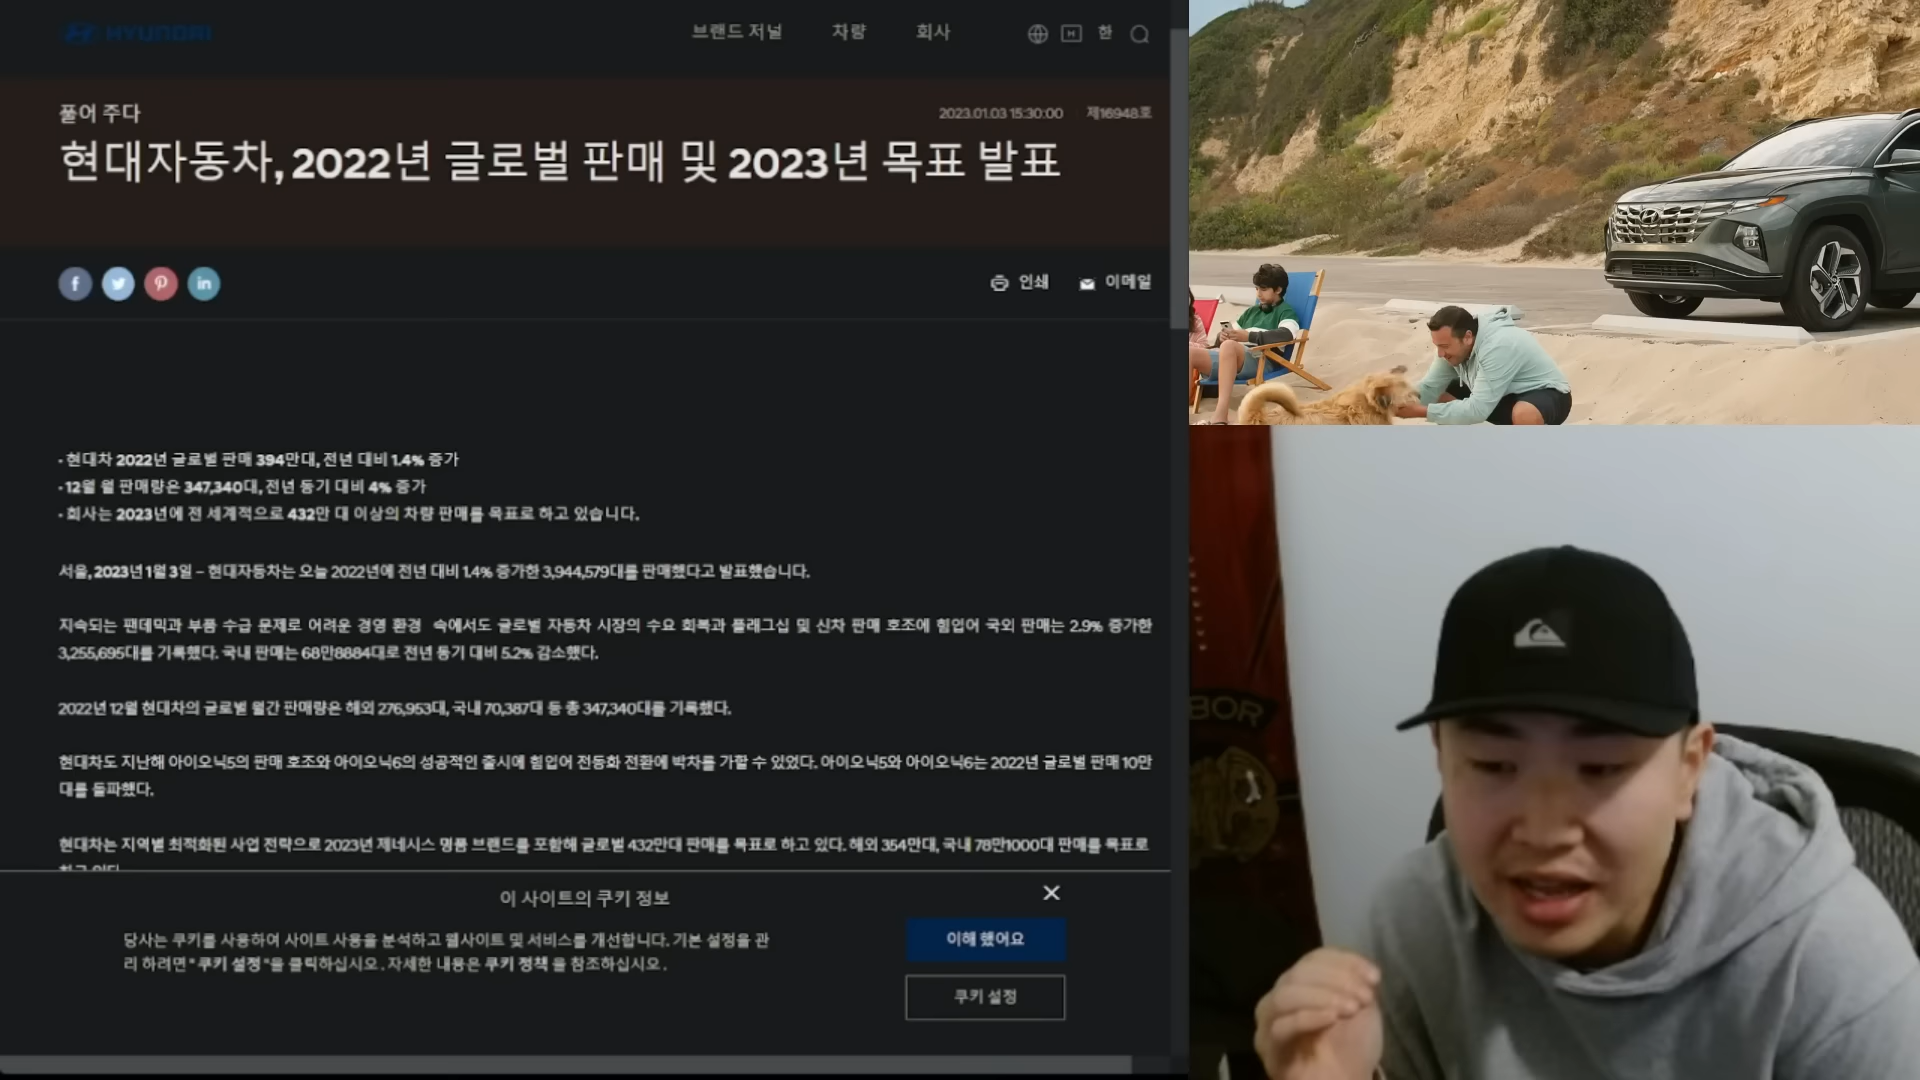 HYUNDAI
브랜드 저널 차량 회사 한
풀어 주다
2023.01.03 15:30:00 제16948호
현대자동차, 2022년 글로벌 판매 및 2023년 목표 발표
인쇄 이메일
• 현대차 2022년 글로벌 판매 394만대, 전년 대비 1.4% 증가
• 12월 월 판매량은 347,340대, 전년 동기 대비 4% 증가
• 회사는 2023년에 전 세계적으로 432만 대 이상의 차량 판매를 목표로 하고 있습니다.
서울, 2023년 1월 3일 – 현대자동차는 오늘 2022년에 전년 대비 1.4% 증가한 3,944,579대를 판매했다고 발표했습니다.
지속되는 팬데믹과 부품 수급 문제로 어려운 경영 환경 속에서도 글로벌 자동차 시장의 수요 회복과 플래그십 및 신차 판매 호조에 힘입어 국외 판매는 2.9% 증가한
3,255,695대를 기록했다. 국내 판매는 68만8884대로 전년 동기 대비 5.2% 감소했다.
2022년 12월 현대차의 글로벌 월간 판매량은 해외 276,953대, 국내 70,387대 등 총 347,340대를 기록했다.
현대차도 지난해 아이오닉5의 판매 호조와 아이오닉6의 성공적인 출시에 힘입어 전동화 전환에 박차를 가할 수 있었다. 아이오닉5와 아이오닉6는 2022년 글로벌 판매 10만
대를 돌파했다.
현대차는 지역별 최적화된 사업 전략으로 2023년 제네시스 명품 브랜드를 포함해 글로벌 432만대 판매를 목표로 하고 있다. 해외 354만대, 국내 78만1000대 판매를 목표로
하고 있다.
이 사이트의 쿠키 정보
당사는 쿠키를 사용하여 사이트 사용을 분석하고 웹사이트 및 서비스를 개선합니다. 기본 설정을 관
리 하려면 "쿠키 설정"을 클릭하십시오. 자세한 내용은 쿠키 정책 을 참조하십시오.
이해 했어요
쿠키 설정